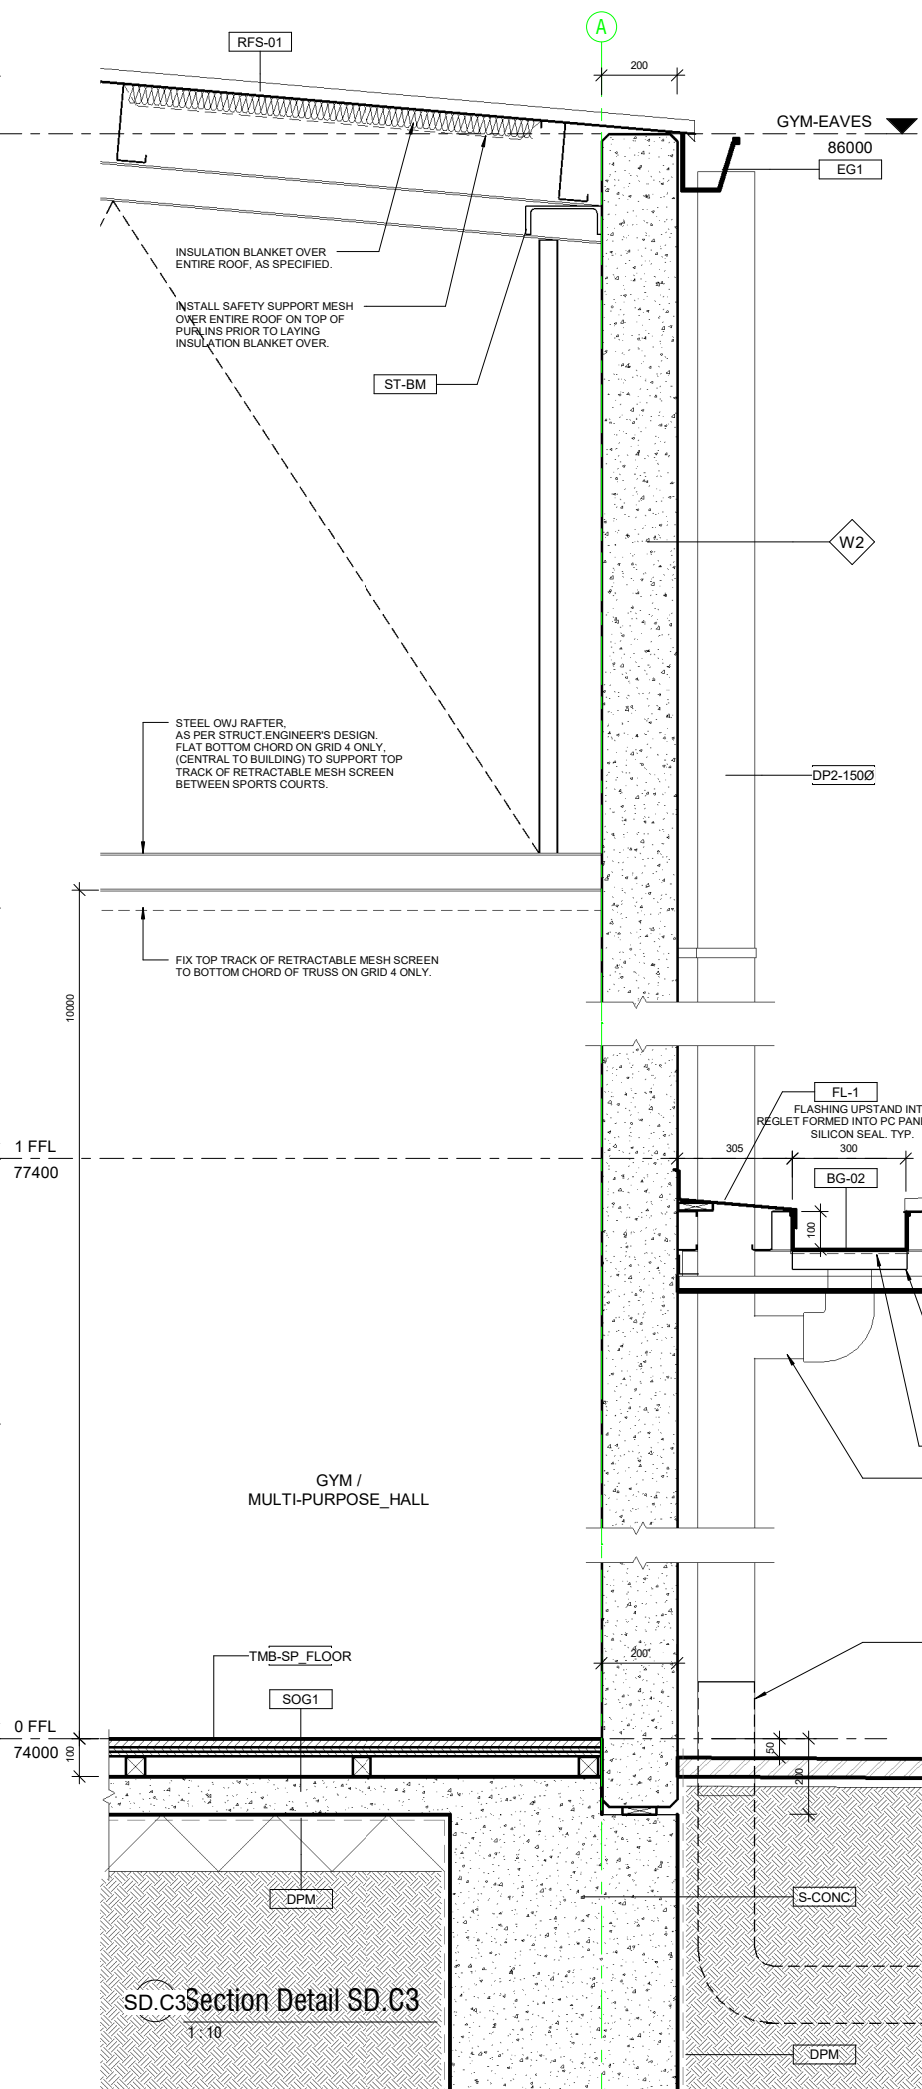 A
RFS-01
200
GYM-EAVES
86000
EG1
INSULATION BLANKET OVER
ENTIRE ROOF, AS SPECIFIED.
INSTALL SAFETY SUPPORT MESH
OVER ENTIRE ROOF ON TOP OF
PURLINS PRIOR TO LAYING
INSULATION BLANKET OVER.
ST-BM
W2
STEEL OWJ RAFTER,
AS PER STRUCT.ENGINEER'S DESIGN.
FLAT BOTTOM CHORD ON GRID 4 ONLY,
(CENTRAL TO BUILDING) TO SUPPORT TOP
TRACK OF RETRACTABLE MESH SCREEN
BETWEEN SPORTS COURTS.
DP2-150Ø
FIX TOP TRACK OF RETRACTABLE MESH SCREEN
TO BOTTOM CHORD OF TRUSS ON GRID 4 ONLY.
10000
FL-1
FLASHING UPSTAND INT
REGLET FORMED INTO PC PAN
SILICON SEAL. TYP.
1 FFL
77400
305
300
BG-02
100
GYM /
MULTI-PURPOSE_HALL
TMB-SP_FLOOR
200
SOG1
0 FFL
74000
100
50
200
DPM
S-CONC
SD.C3
Section Detail SD.C3
1 : 10
DPM